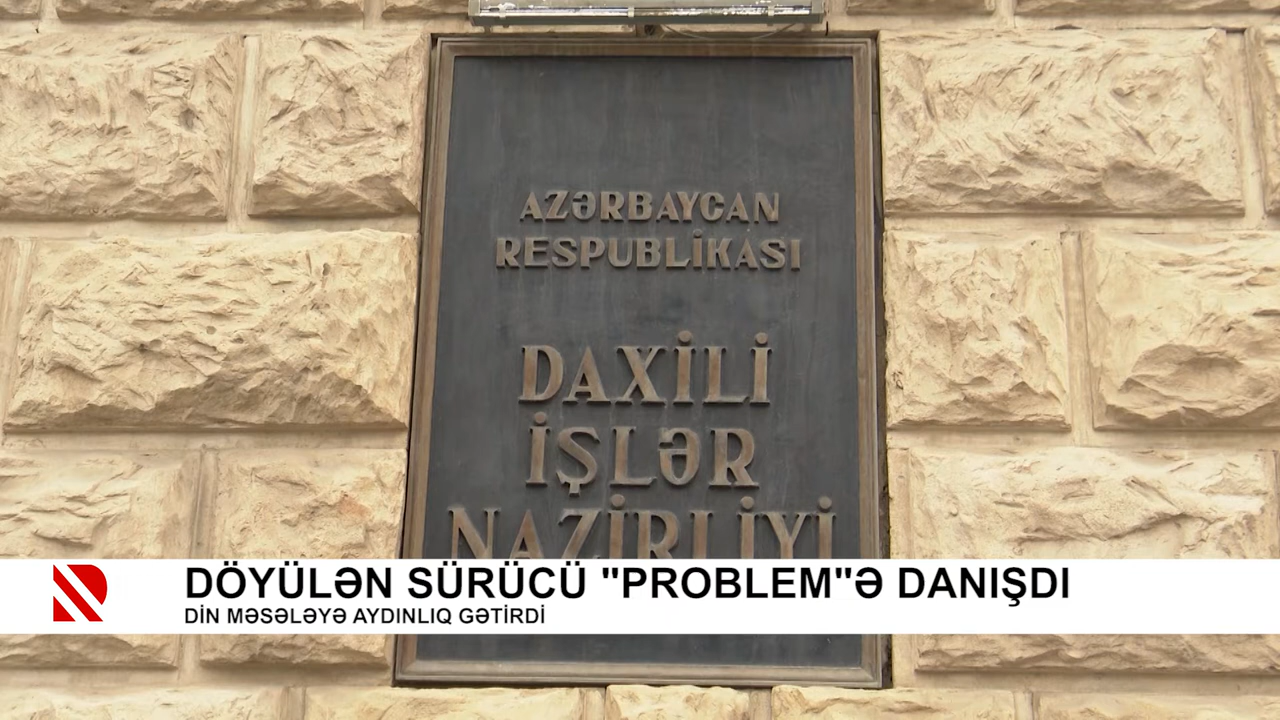 AZƏRBAYCAN
RESPUBLİKASI
DAXİLİ
İŞLƏR
NAZİRLİYİ
DÖYÜLƏN SÜRÜCÜ "PROBLEM"Ə DANIŞDI
DİN MƏSƏLƏYƏ AYDINLIQ GƏTİRDİ